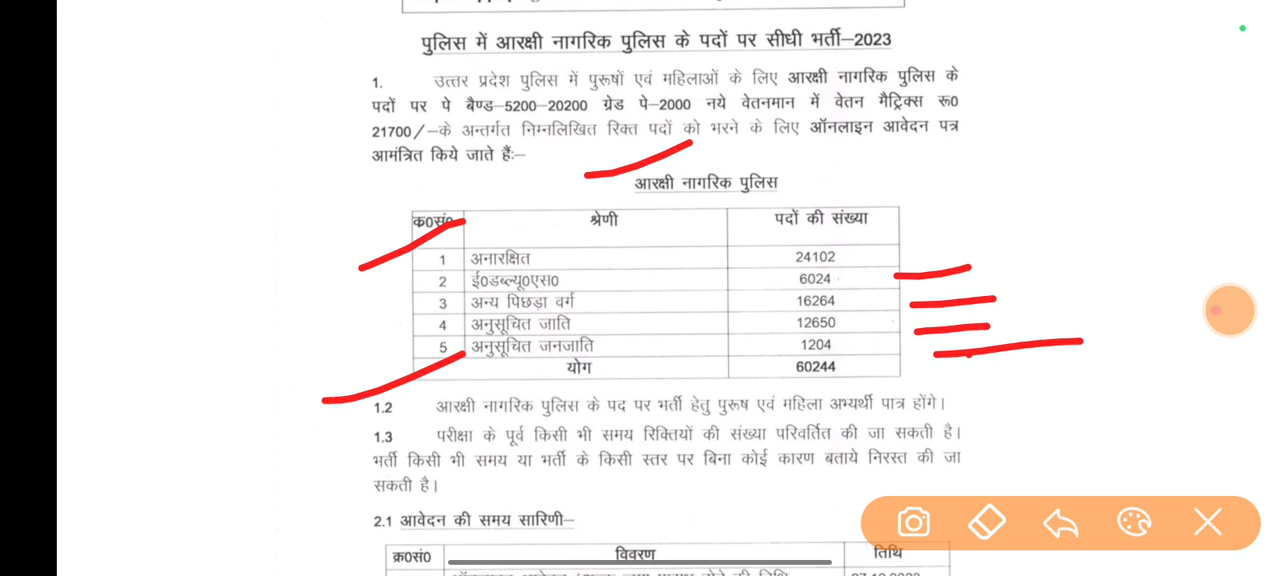 पुलिस में आरक्षी नागरिक पुलिस के पदों पर सीधी भर्ती–2023
1. उत्तर प्रदेश पुलिस में पुरूषों एवं महिलाओं के लिए आरक्षी नागरिक पुलिस के
पदों पर पे बैण्ड–5200–20200 ग्रेड पे–2000 नये वेतनमान में वेतन मैट्रिक्स रू0
21700/–के अन्तर्गत निम्नलिखित रिक्त पदों को भरने के लिए ऑनलाइन आवेदन पत्र
आमंत्रित किये जाते हैंः–
आरक्षी नागरिक पुलिस
क0सं0 श्रेणी पदों की संख्या
1 अनारक्षित 24102
2 ई0डब्ल्यू0एस0 6024
3 अन्य पिछड़ा वर्ग 16264
4 अनुसूचित जाति 12650
5 अनुसूचित जनजाति 1204
योग 60244
1.2 आरक्षी नागरिक पुलिस के पद पर भर्ती हेतु पुरूष एवं महिला अभ्यर्थी पात्र होंगे।
1.3 परीक्षा के पूर्व किसी भी समय रिक्तियों की संख्या परिवर्तित की जा सकती है।
भर्ती किसी भी समय या भर्ती के किसी स्तर पर बिना कोई कारण बताये निरस्त की जा
सकती है।
2.1 आवेदन की समय सारिणी–
क्र0सं0 विवरण तिथि